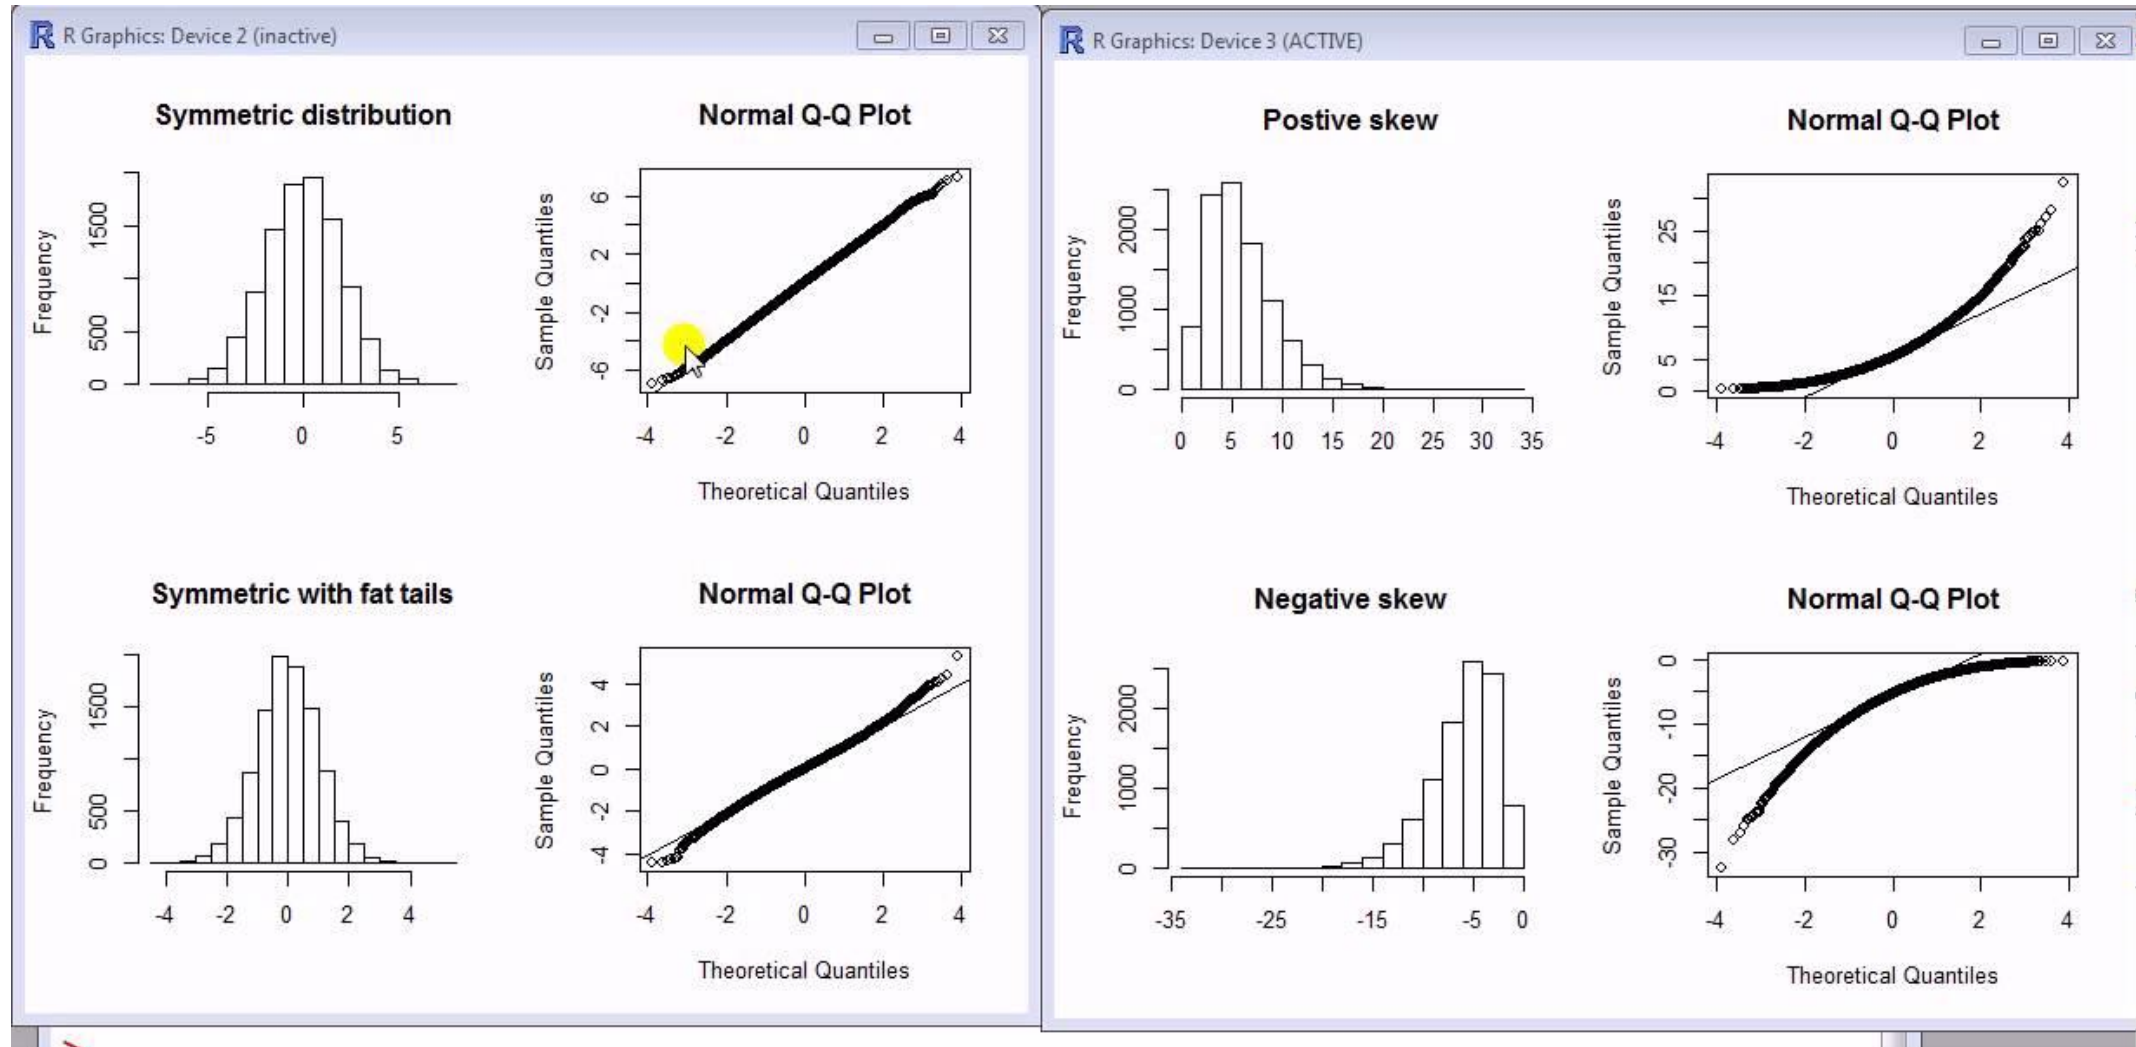 R Graphics: Device 2 (inactive)
Symmetric distribution
Frequency
0 500 1500
-5 0 5
Normal Q-Q Plot
Sample Quantiles
-6 -2 2 6
-4 -2 0 2 4
Theoretical Quantiles
Symmetric with fat tails
Frequency
0 500 1500
-4 -2 0 2 4
Normal Q-Q Plot
Sample Quantiles
-4 -2 0 2 4
-4 -2 0 2 4
Theoretical Quantiles
R Graphics: Device 3 (ACTIVE)
Postive skew
Frequency
0 1000 2000
0 5 10 15 20 25 30 35
Normal Q-Q Plot
Sample Quantiles
0 5 15 25
-4 -2 0 2 4
Theoretical Quantiles
Negative skew
Frequency
0 1000 2000
-35 -25 -15 -5 0
Normal Q-Q Plot
Sample Quantiles
-30 -20 -10 0
-4 -2 0 2 4
Theoretical Quantiles